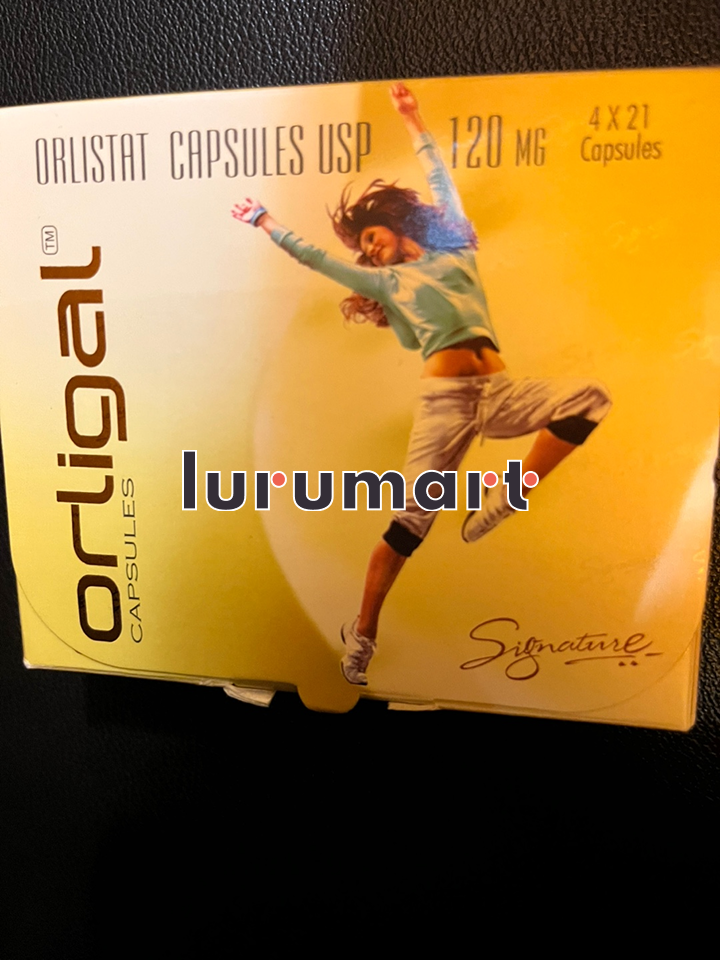 ORLISTAT CAPSULES USP 120 MG
4 X 21
Capsules
orligal™
CAPSULES
lurumart
Signature